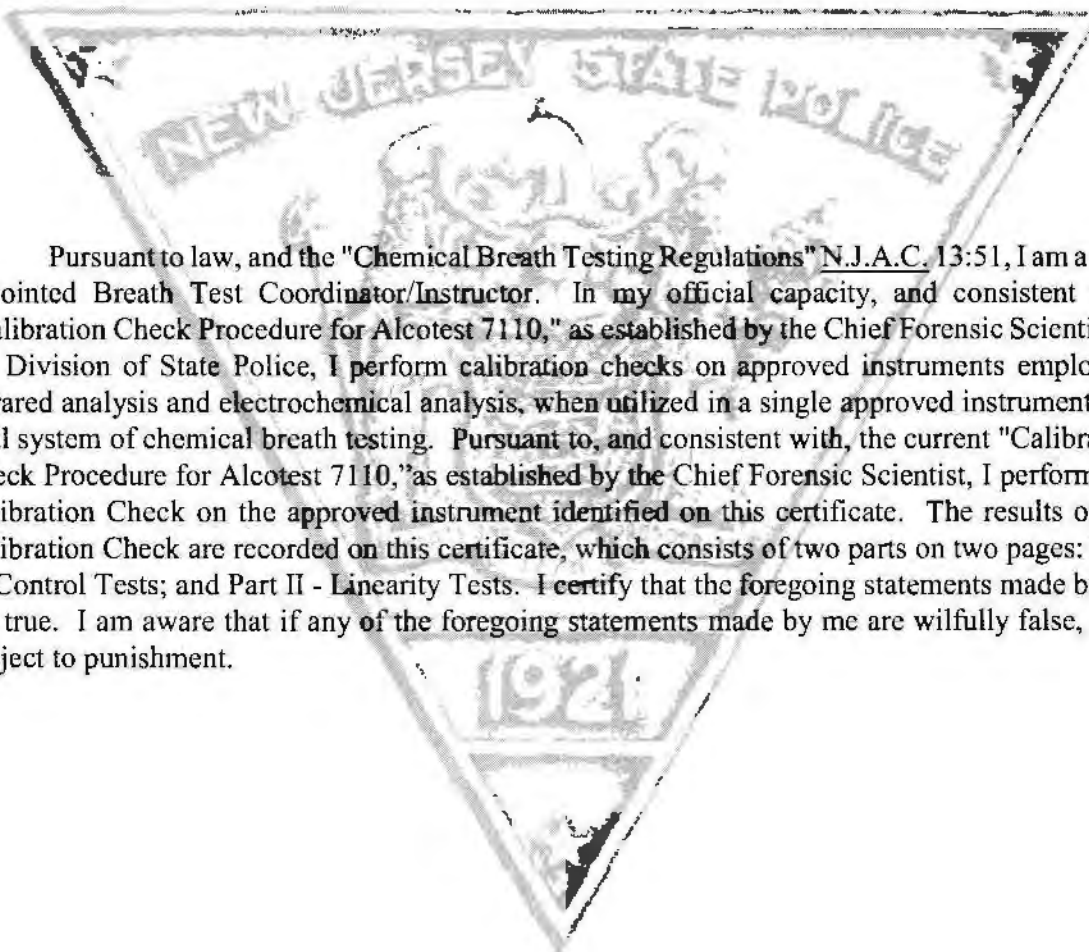 NEW JERSEY STATE POLICE
Pursuant to law, and the "Chemical Breath Testing Regulations" N.J.A.C. 13:51, I am a
ointed Breath Test Coordinator/Instructor. In my official capacity, and consistent
libration Check Procedure for Alcotest 7110," as established by the Chief Forensic Scienti
Division of State Police, I perform calibration checks on approved instruments emplo
rared analysis and electrochemical analysis, when utilized in a single approved instrument
l system of chemical breath testing. Pursuant to, and consistent with, the current "Calibra
eck Procedure for Alcotest 7110,"as established by the Chief Forensic Scientist, I perform
libration Check on the approved instrument identified on this certificate. The results o
libration Check are recorded on this certificate, which consists of two parts on two pages:
Control Tests; and Part II - Linearity Tests. I certify that the foregoing statements made b
true. I am aware that if any of the foregoing statements made by me are wilfully false,
ject to punishment.
1921